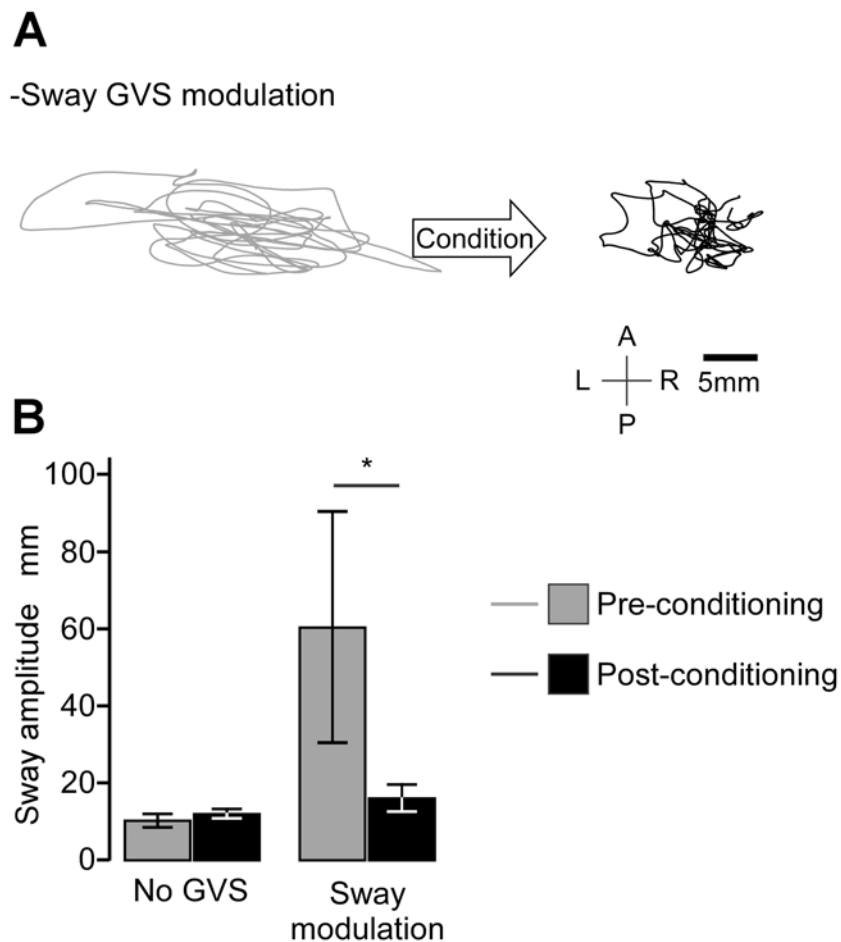 A
-Sway GVS modulation
Condition
A
L R
P
5mm
B
Sway amplitude mm
100
80
60
40
20
0
*
No GVS
Sway
modulation
Pre-conditioning
Post-conditioning